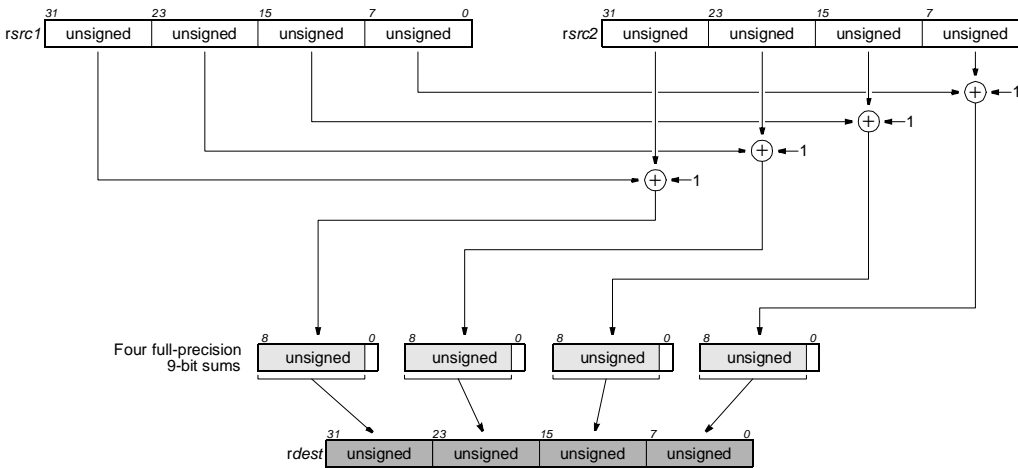 31 23 15 7 0 31 23 15 7
rsrc1 unsigned unsigned unsigned unsigned rsrc2 unsigned unsigned unsigned unsigned
+ 1
+ 1
+ 1
+ 1
8 0 8 0 8 0 8 0
Four full-precision
9-bit sums
unsigned unsigned unsigned unsigned
31 23 15 7 0
rdest unsigned unsigned unsigned unsigned